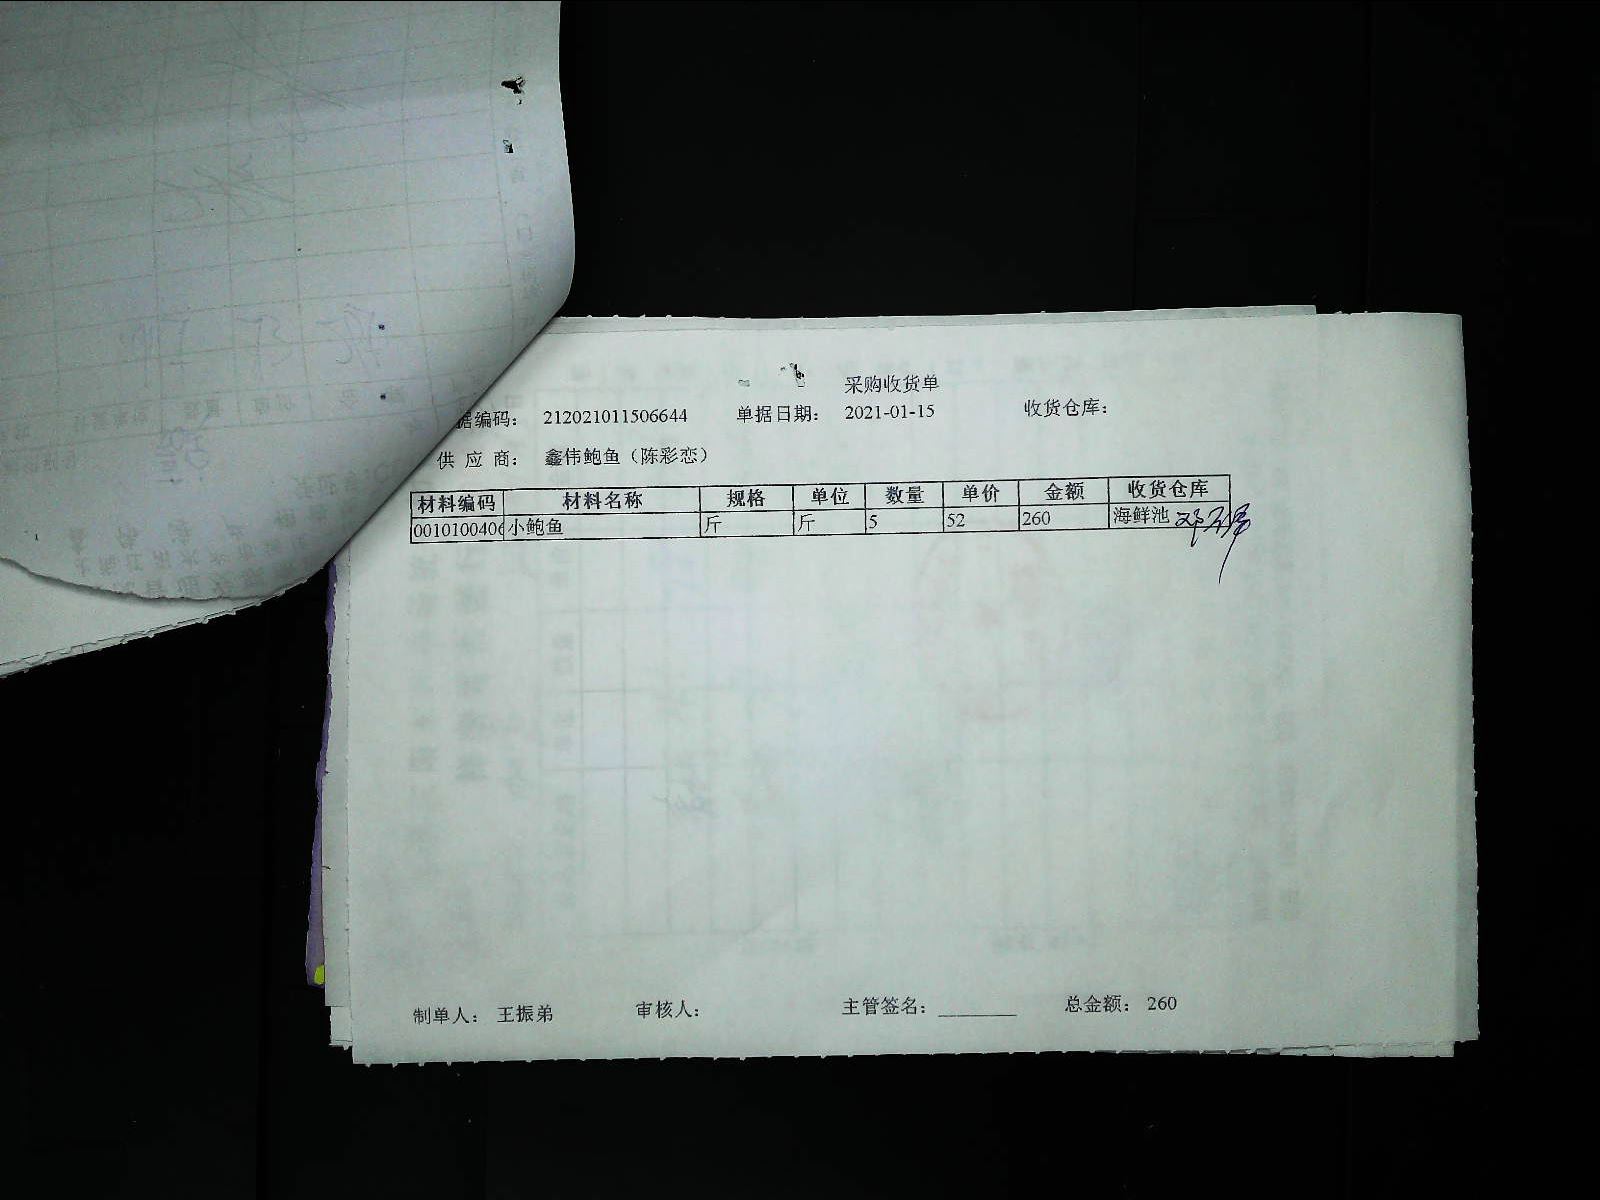 采购收货单
据编码： 212021011506644 单据日期： 2021-01-15 收货仓库：
供 应 商： 鑫伟鲍鱼（陈彩恋）
材料编码 材料名称 规格 单位 数量 单价 金额 收货仓库
0010100406 小鲍鱼 斤 斤 5 52 260 海鲜池
制单人： 王振弟 审核人： 主管签名： 总金额： 260